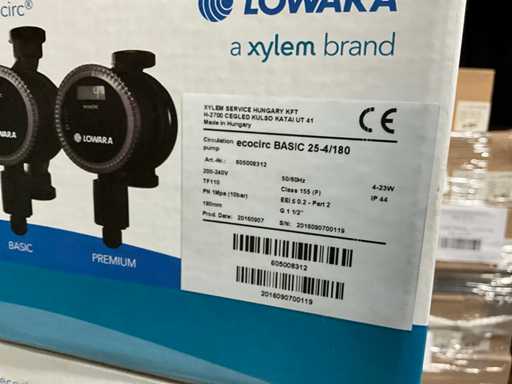 circ®
LOWARA
a xylem brand
LOWARA
BASIC
PREMIUM
XYLEM SERVICE HUNGARY KFT
H-2700 CEGLED KULSO KATAI UT 41
Made in Hungary
CE
Circulation pump ecocirc BASIC 25-4/180
Art.-Nr.: 605008312
200-240V 50/60Hz 4-23W
TF110 Class 155 (F) IP 44
PN 1Mpa (10bar) EEI ≤ 0.2 - Part 2
180mm G 1 1/2"
Prod. Date: 20160907 S/N: 2016090700119
605008312
2016090700119